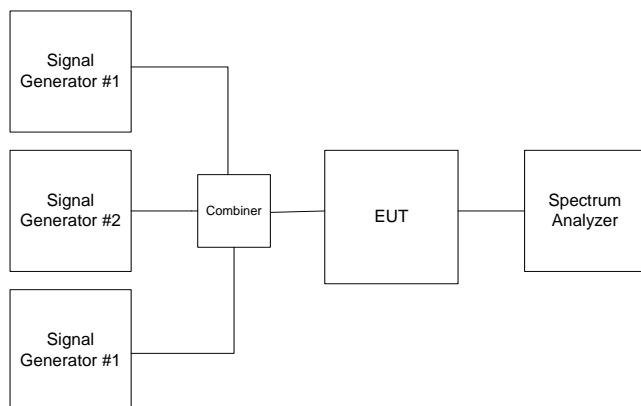 Signal
Generator #1
Signal
Generator #2
Combiner
EUT
Spectrum
Analyzer
Signal
Generator #1